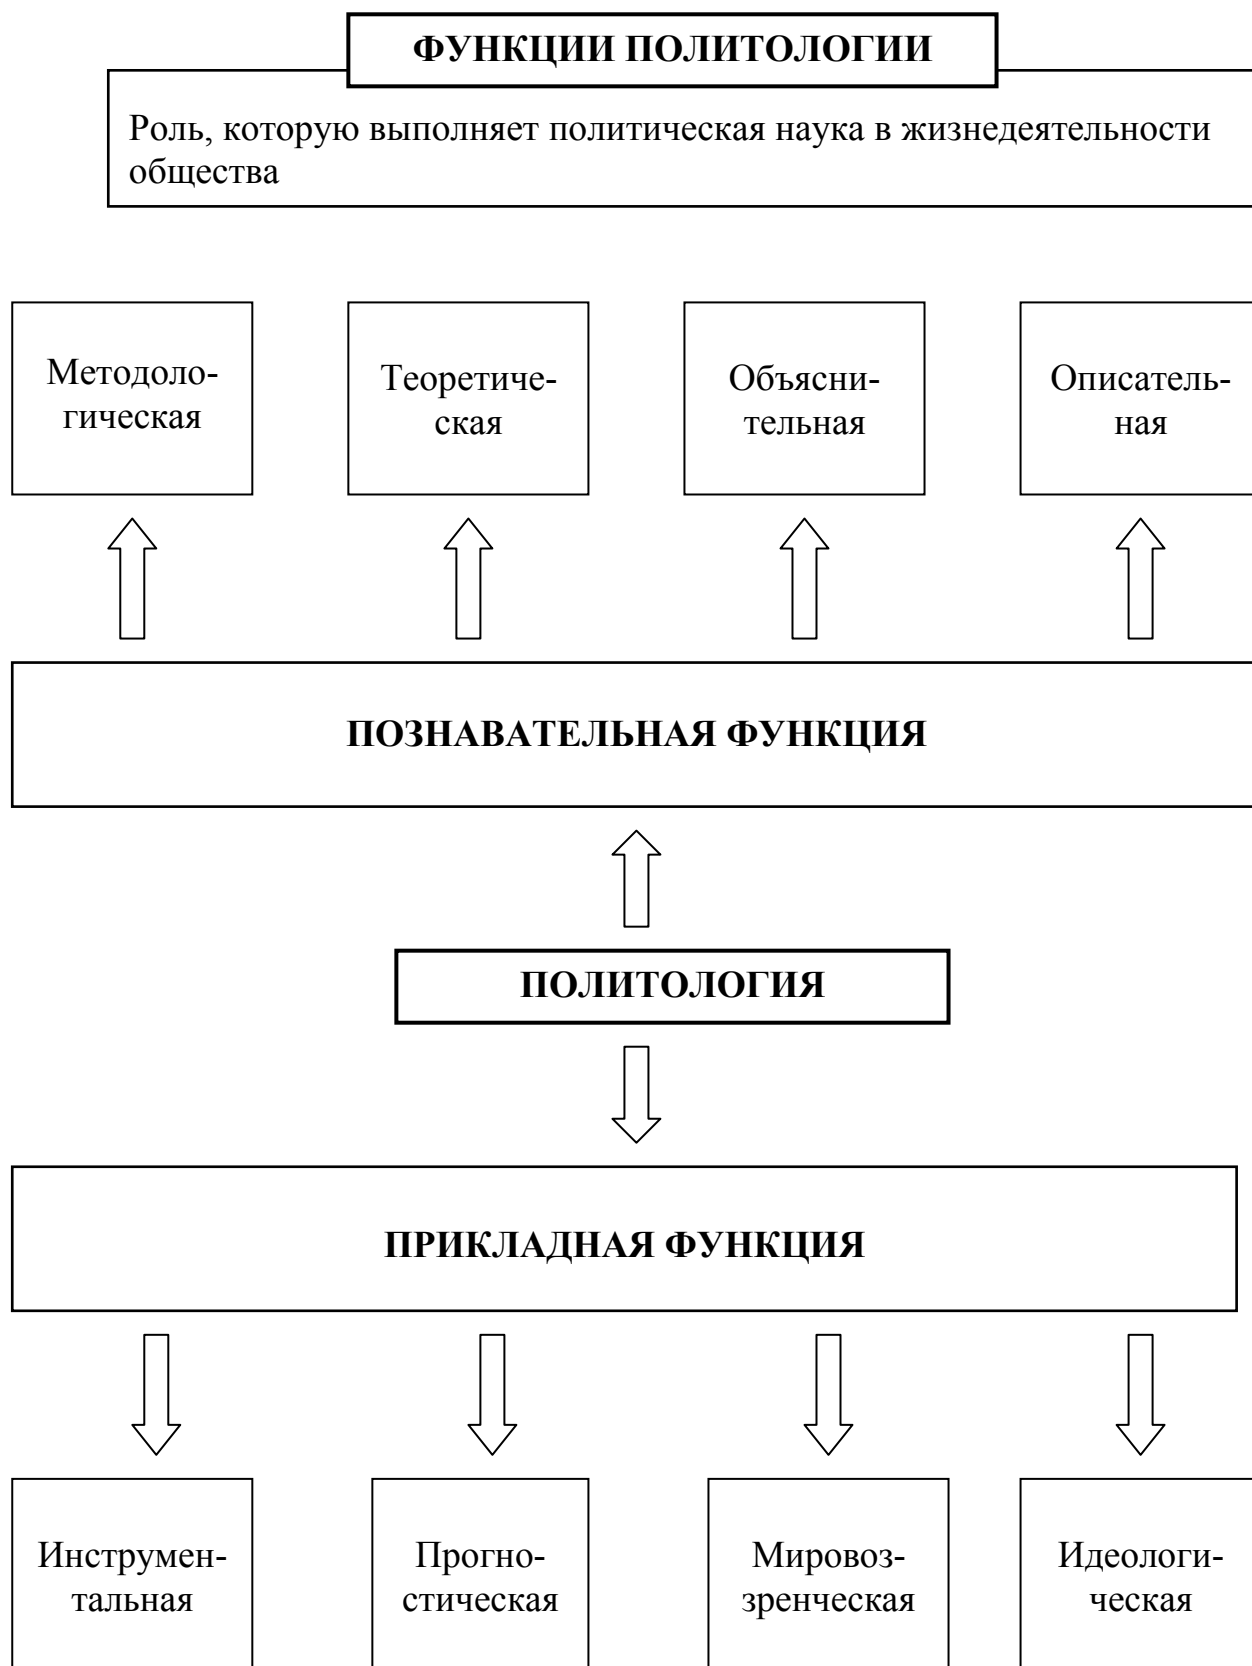 ФУНКЦИИ ПОЛИТОЛОГИИ
Роль, которую выполняет политическая наука в жизнедеятельности
общества
Методоло-
гическая
Теоретиче-
ская
Объясни-
тельная
Описатель-
ная
ПОЗНАВАТЕЛЬНАЯ ФУНКЦИЯ
ПОЛИТОЛОГИЯ
ПРИКЛАДНАЯ ФУНКЦИЯ
Инструмен-
тальная
Прогно-
стическая
Мировоз-
зренческая
Идеологи-
ческая